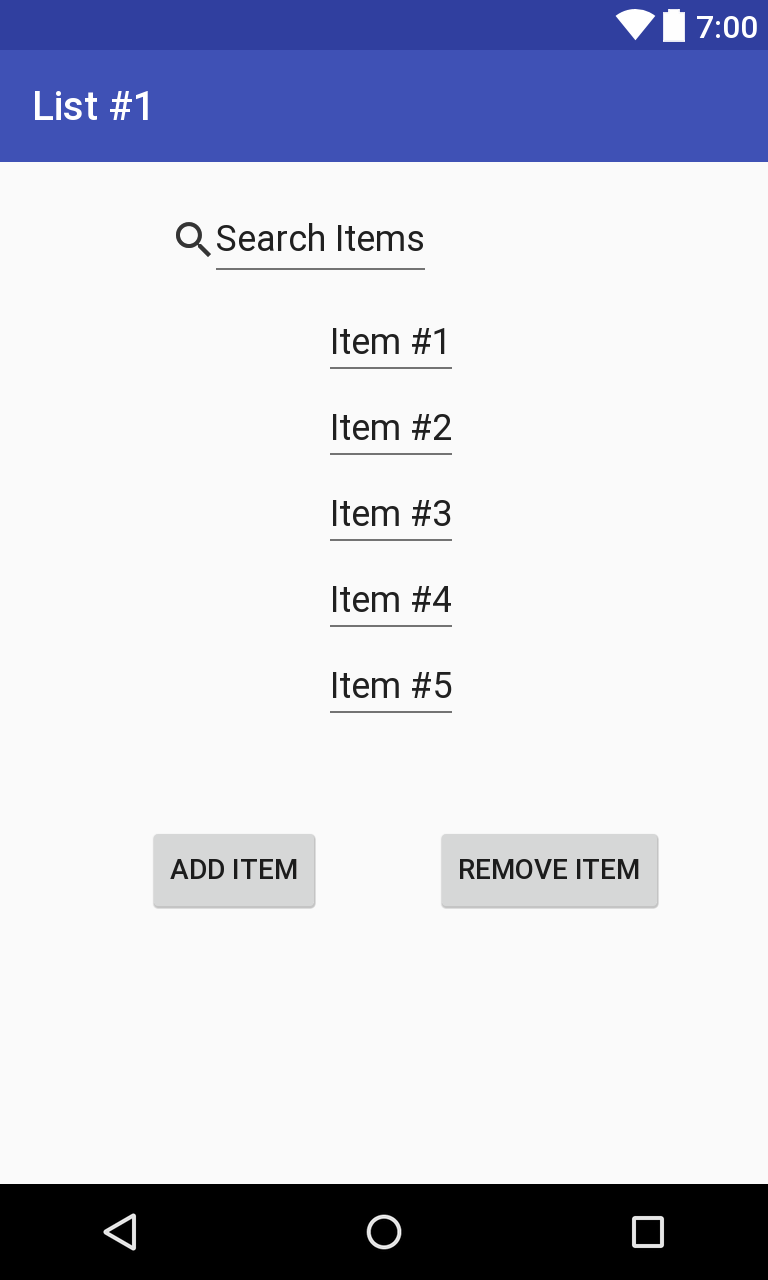 7:00
List #1
Search Items
Item #1
Item #2
Item #3
Item #4
Item #5
ADD ITEM REMOVE ITEM